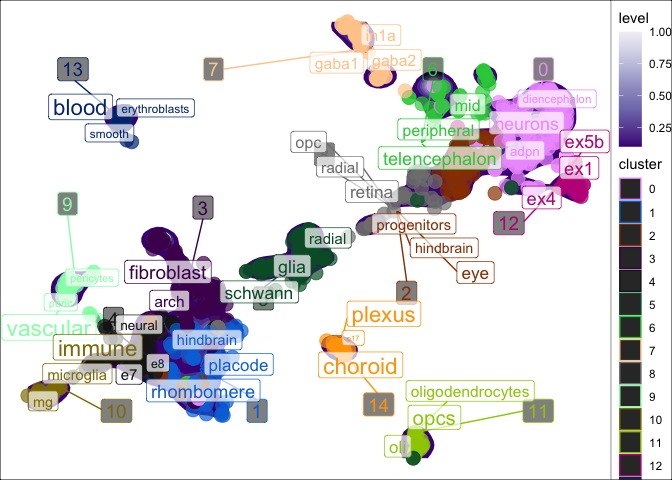 in1a
gaba1
gaba2
7
13
blood
erythroblasts
smooth
6
0
diencephalon
mid
neurons
peripheral
adpn
telencephalon
ex5b
ex1
ex4
12
opc
radial
retina
progenitors
hindbrain
eye
2
9
3
radial
glia
schwann
fibroblast
arch
pericytes
vascular
4
neural
immune
microglia
e7
e8
mg
10
hindbrain
placode
rhombomere
1
plexus
e17
choroid
14
oligodendrocytes
opcs
11
level
1.00
0.75
0.50
0.25
cluster
0
1
2
3
4
5
6
7
8
9
10
11
12